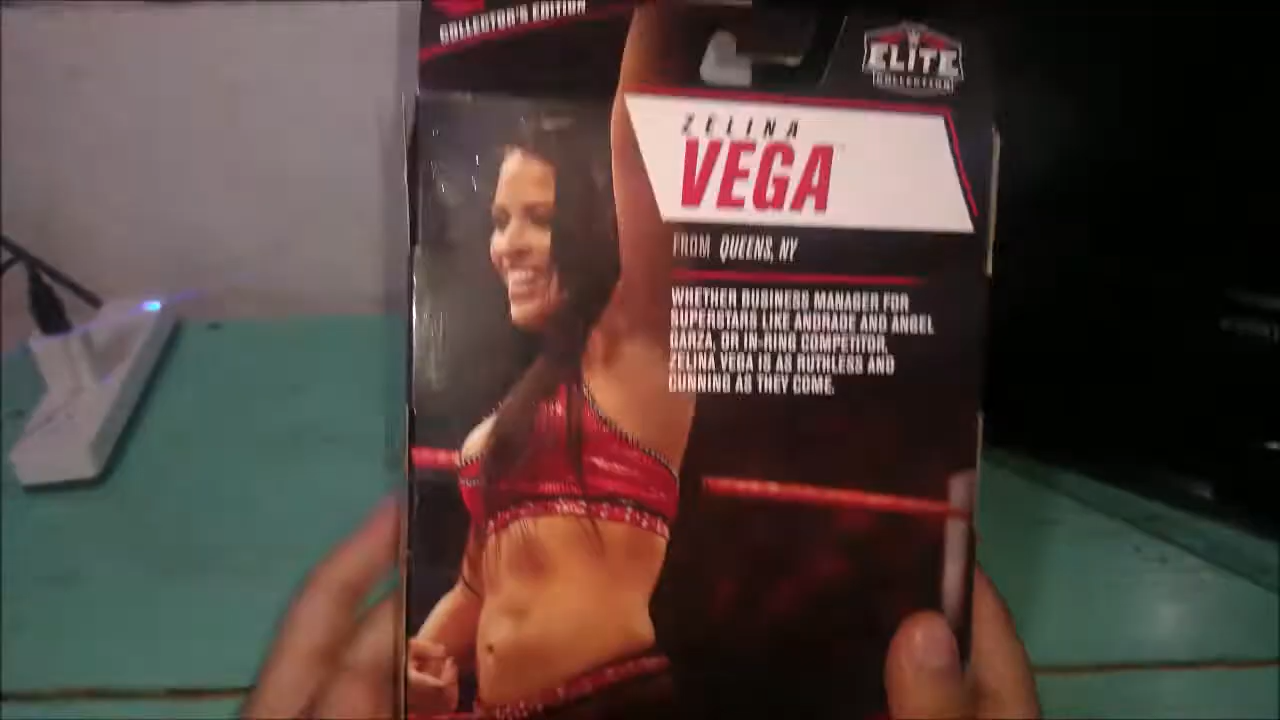 COLLECTOR'S EDITION
ELITE
COLLECTION
ZELINA
VEGA
FROM QUEENS, NY
WHETHER BUSINESS MANAGER FOR
SUPERSTARS LIKE ANDRADE AND ANGEL
GARZA, OR IN-RING COMPETITOR,
ZELINA VEGA IS AS RUTHLESS AND
CUNNING AS THEY COME.